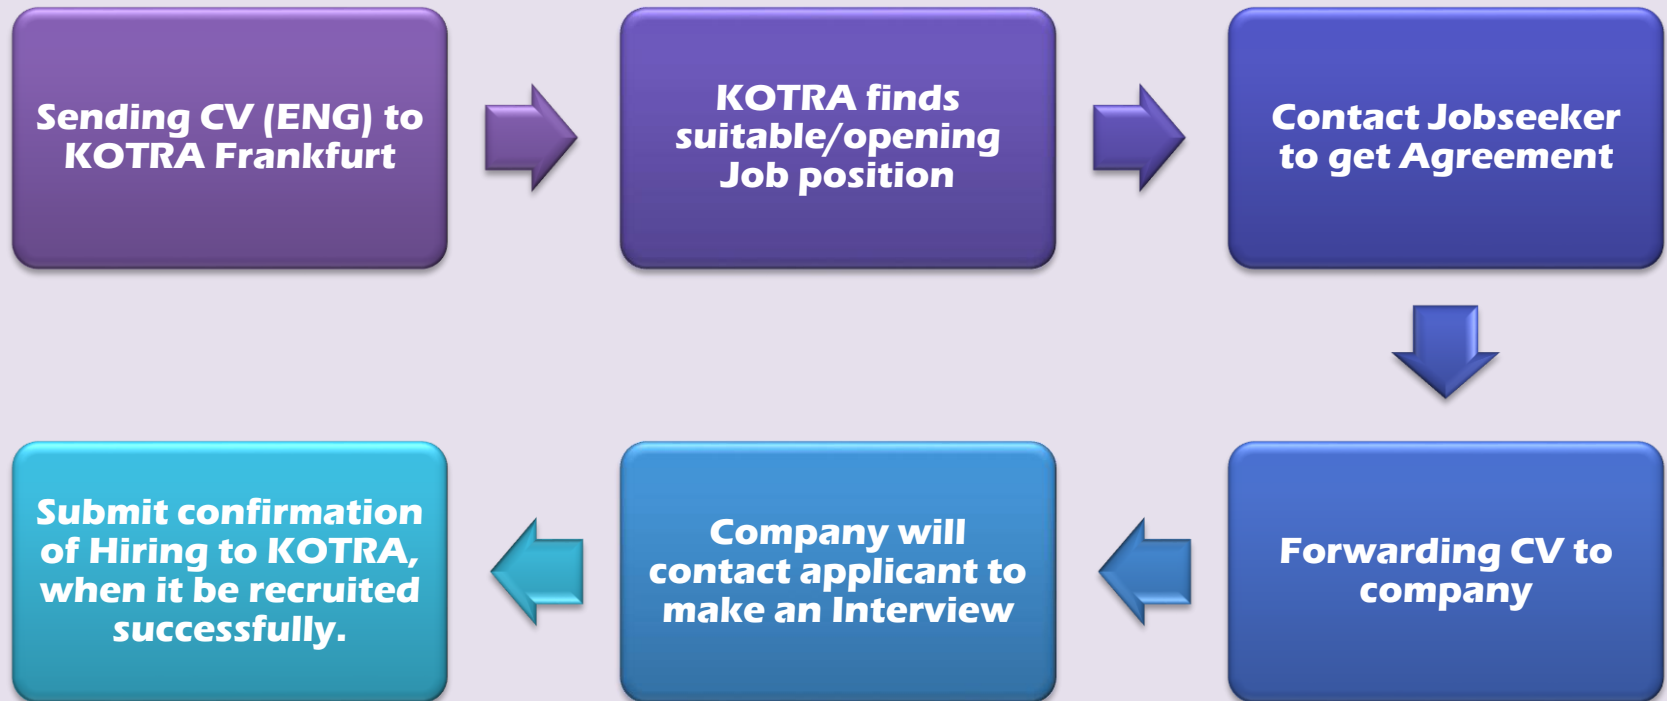 Sending CV (ENG) to
KOTRA Frankfurt
KOTRA finds
suitable/opening
Job position
Contact Jobseeker
to get Agreement
Forwarding CV to
company
Company will
contact applicant to
make an Interview
Submit confirmation
of Hiring to KOTRA,
when it be recruited
successfully.